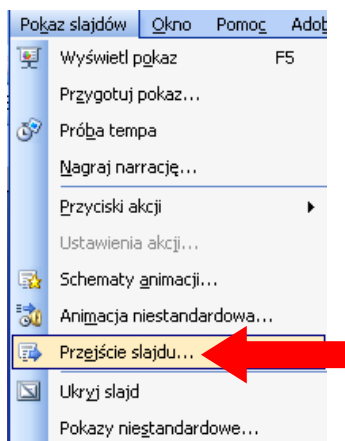 Pokaz slajdów Okno Pomoc Adob
Wyświetl pokaz F5
Przygotuj pokaz...
Próba tempa
Nagraj narrację...
Przyciski akcji
Ustawienia akcji...
Schematy animacji...
Animacja niestandardowa...
Przejście slajdu...
Ukryj slajd
Pokazy niestandardowe...